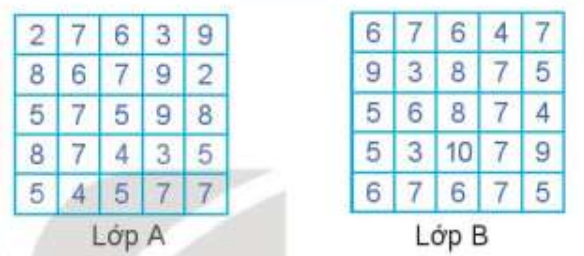 2 7 6 3 9
8 6 7 9 2
5 7 5 9 8
8 7 4 3 5
5 4 5 7 7
Lớp A
6 7 6 4 7
9 3 8 7 5
5 6 8 7 4
5 3 10 7 9
6 7 6 7 5
Lớp B